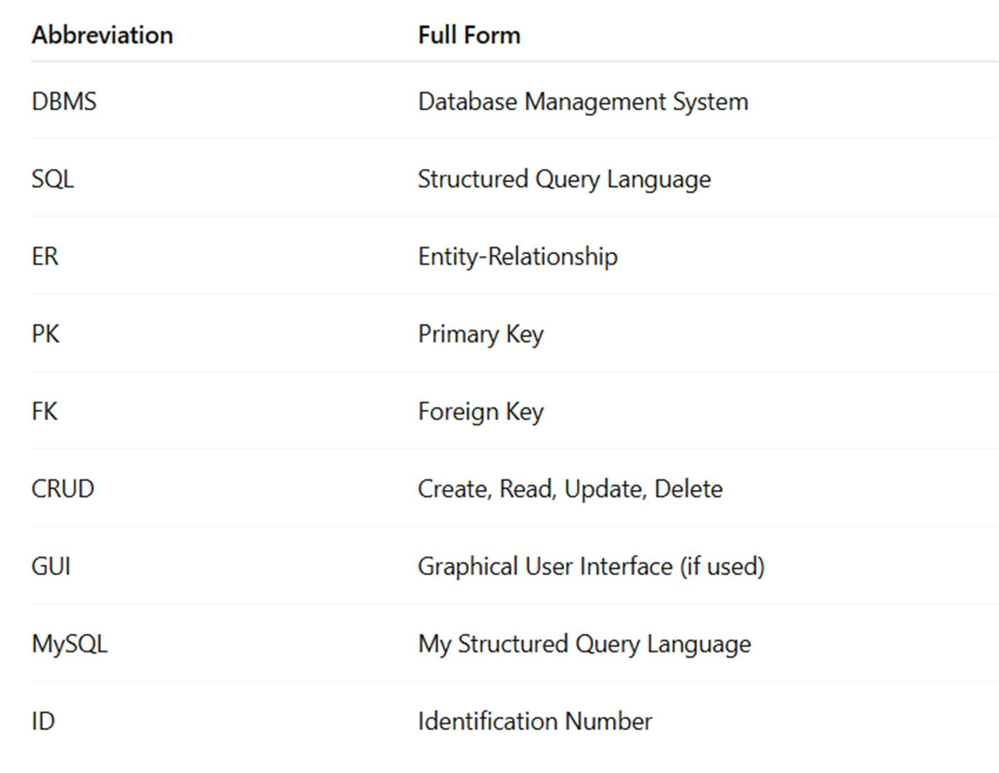 Abbreviation Full Form
DBMS Database Management System
SQL Structured Query Language
ER Entity-Relationship
PK Primary Key
FK Foreign Key
CRUD Create, Read, Update, Delete
GUI Graphical User Interface (if used)
MySQL My Structured Query Language
ID Identification Number